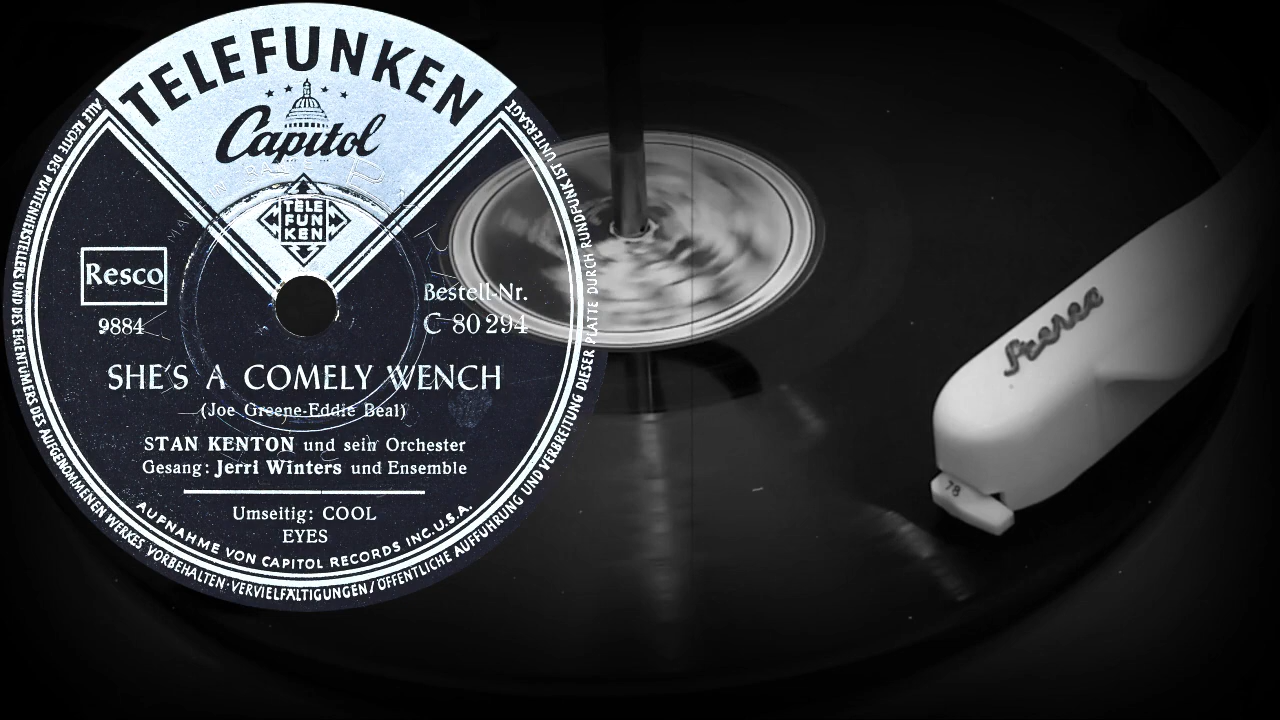 TELEFUNKEN
Capitol
TELE
FUN
KEN
Resco
9884
Bestell-Nr.
C 80 294
SHE'S A COMELY WENCH
(Joe Greene-Eddie Beal)
STAN KENTON und sein Orchester
Gesang: Jerri Winters und Ensemble
Umseitig: COOL
EYES
AUFNAHME VON CAPITOL RECORDS INC. U.S.A.
ALLE RECHTE DES PLATTENHERSTELLERS UND DES EIGENTUMERS DES AUFGENOMMENEN WERKES VORBEHALTEN · VERVIELFÄLTIGUNGEN / ÖFFENTLICHE AUFFÜHRUNG UND VERBREITUNG DIESER PLATTE DURCH RUNDFUNK IST UNTERSAGT
Stereo
78